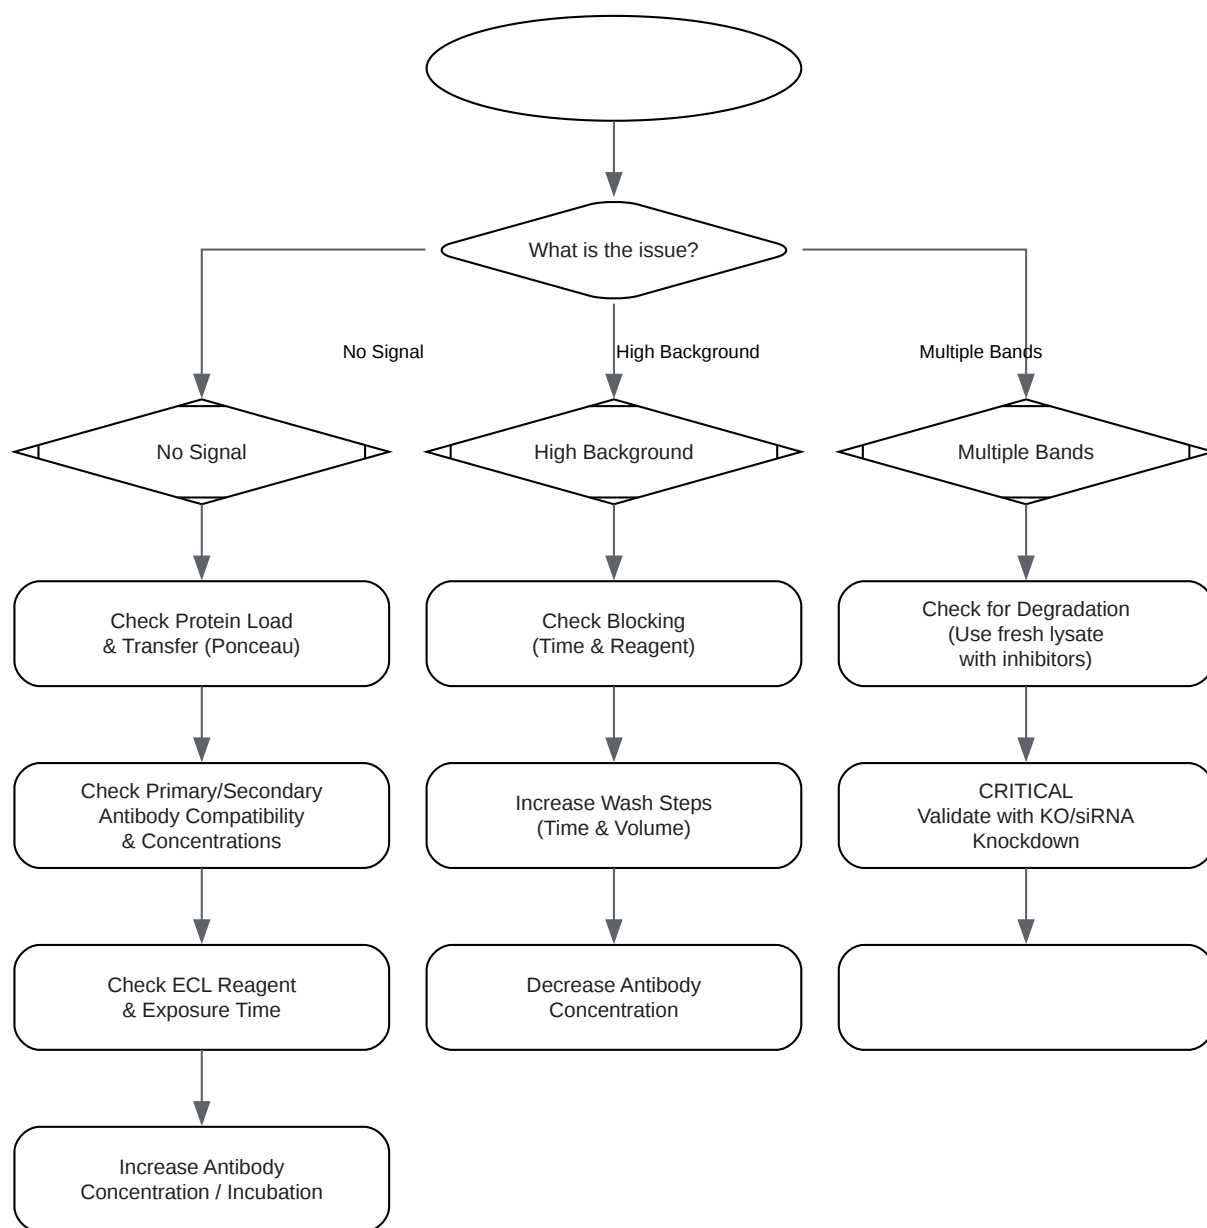 What is the issue?
No Signal
High Background
Multiple Bands
No Signal
High Background
Multiple Bands
Check Protein Load
& Transfer (Ponceau)
Check Blocking
(Time & Reagent)
Check for Degradation
(Use fresh lysate
with inhibitors)
Check Primary/Secondary
Antibody Compatibility
& Concentrations
Increase Wash Steps
(Time & Volume)
CRITICAL
Validate with KO/siRNA
Knockdown
Check ECL Reagent
& Exposure Time
Decrease Antibody
Concentration
Increase Antibody
Concentration / Incubation